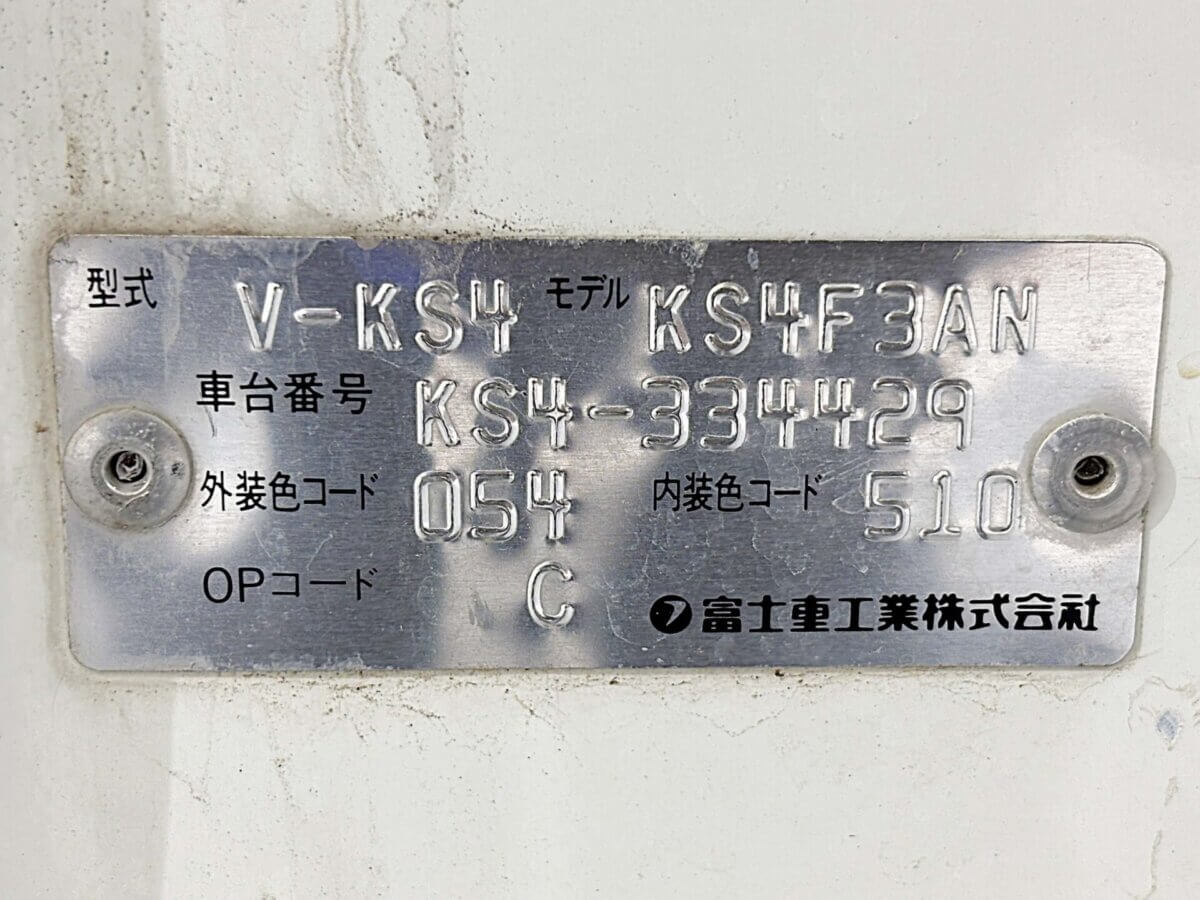 型式 V-KS4 モデル KS4F3AN
車台番号 KS4-334429
外装色コード 054 内装色コード 510
OPコード C 富士重工業株式会社